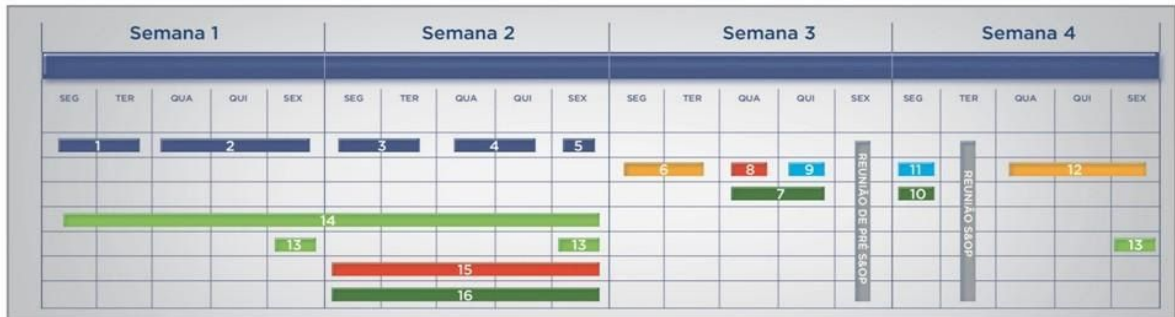 Semana 1 Semana 2 Semana 3 Semana 4
SEG TER QUA QUI SEX SEG TER QUA QUI SEX SEG TER QUA QUI SEX SEG TER QUA QUI SEX
1 2 3 4 5
6 8 9 11 12
7 10
14
13 13 13
15
16
REUNIÃO DE PRÉ S&OP
REUNIÃO S&OP